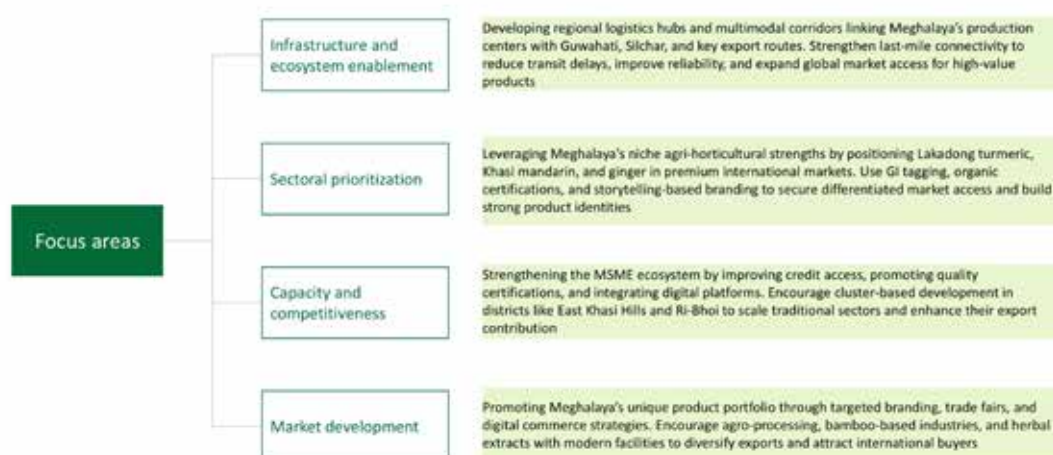 Focus areas
Infrastructure and
ecosystem enablement
Developing regional logistics hubs and multimodal corridors linking Meghalaya's production
centers with Guwahati, Silchar, and key export routes. Strengthen last-mile connectivity to
reduce transit delays, improve reliability, and expand global market access for high-value
products
Sectoral prioritization
Leveraging Meghalaya's niche agri-horticultural strengths by positioning Lakadong turmeric,
Khasi mandarin, and ginger in premium international markets. Use GI tagging, organic
certifications, and storytelling-based branding to secure differentiated market access and build
strong product identities
Capacity and
competitiveness
Strengthening the MSME ecosystem by improving credit access, promoting quality
certifications, and integrating digital platforms. Encourage cluster-based development in
districts like East Khasi Hills and Ri-Bhoi to scale traditional sectors and enhance their export
contribution
Market development
Promoting Meghalaya's unique product portfolio through targeted branding, trade fairs, and
digital commerce strategies. Encourage agro-processing, bamboo-based industries, and herbal
extracts with modern facilities to diversify exports and attract international buyers